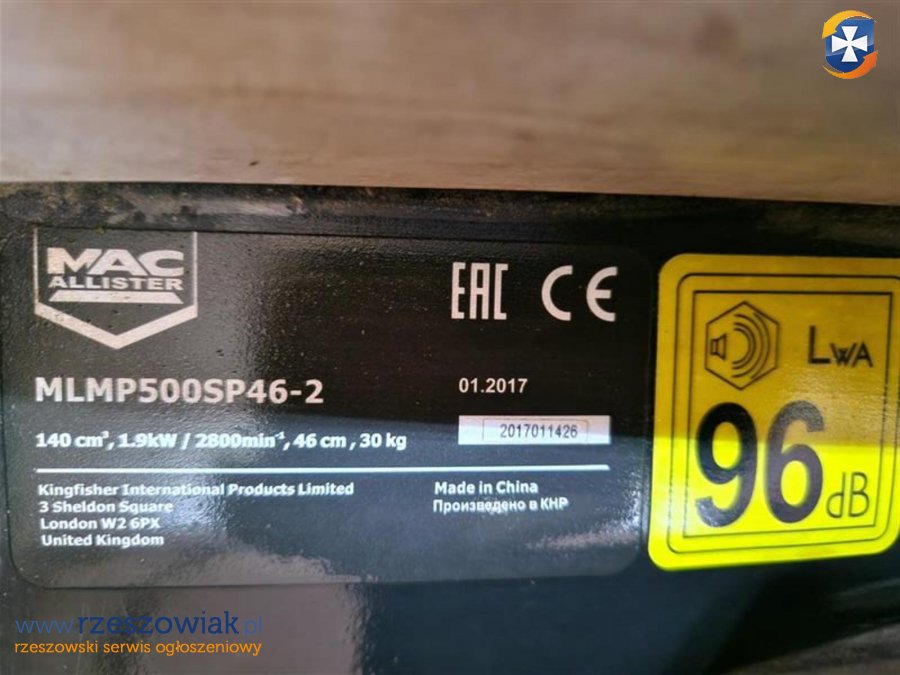 MAC
ALLISTER
EAC CE
MLMP500SP46-2
01.2017
140 cm³, 1.9kW / 2800min⁻¹, 46 cm , 30 kg
2017011426
Kingfisher International Products Limited
3 Sheldon Square
London W2 6PX
United Kingdom
Made in China
Произведено в КНР
LWA
96 dB
www.rzeszowiak.pl
rzeszowski serwis ogłoszeniowy